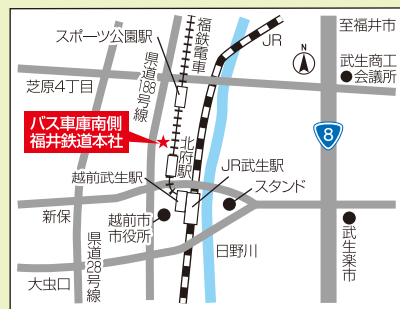 スポーツ公園駅
福鉄電車
JR
N
至福井市
武生商工
会議所
県道188号線
芝原4丁目
バス車庫南側
福井鉄道本社
北府駅
8
越前武生駅
JR武生駅
スタンド
新保
越前市
市役所
武生楽市
県道28号線
日野川
大虫口